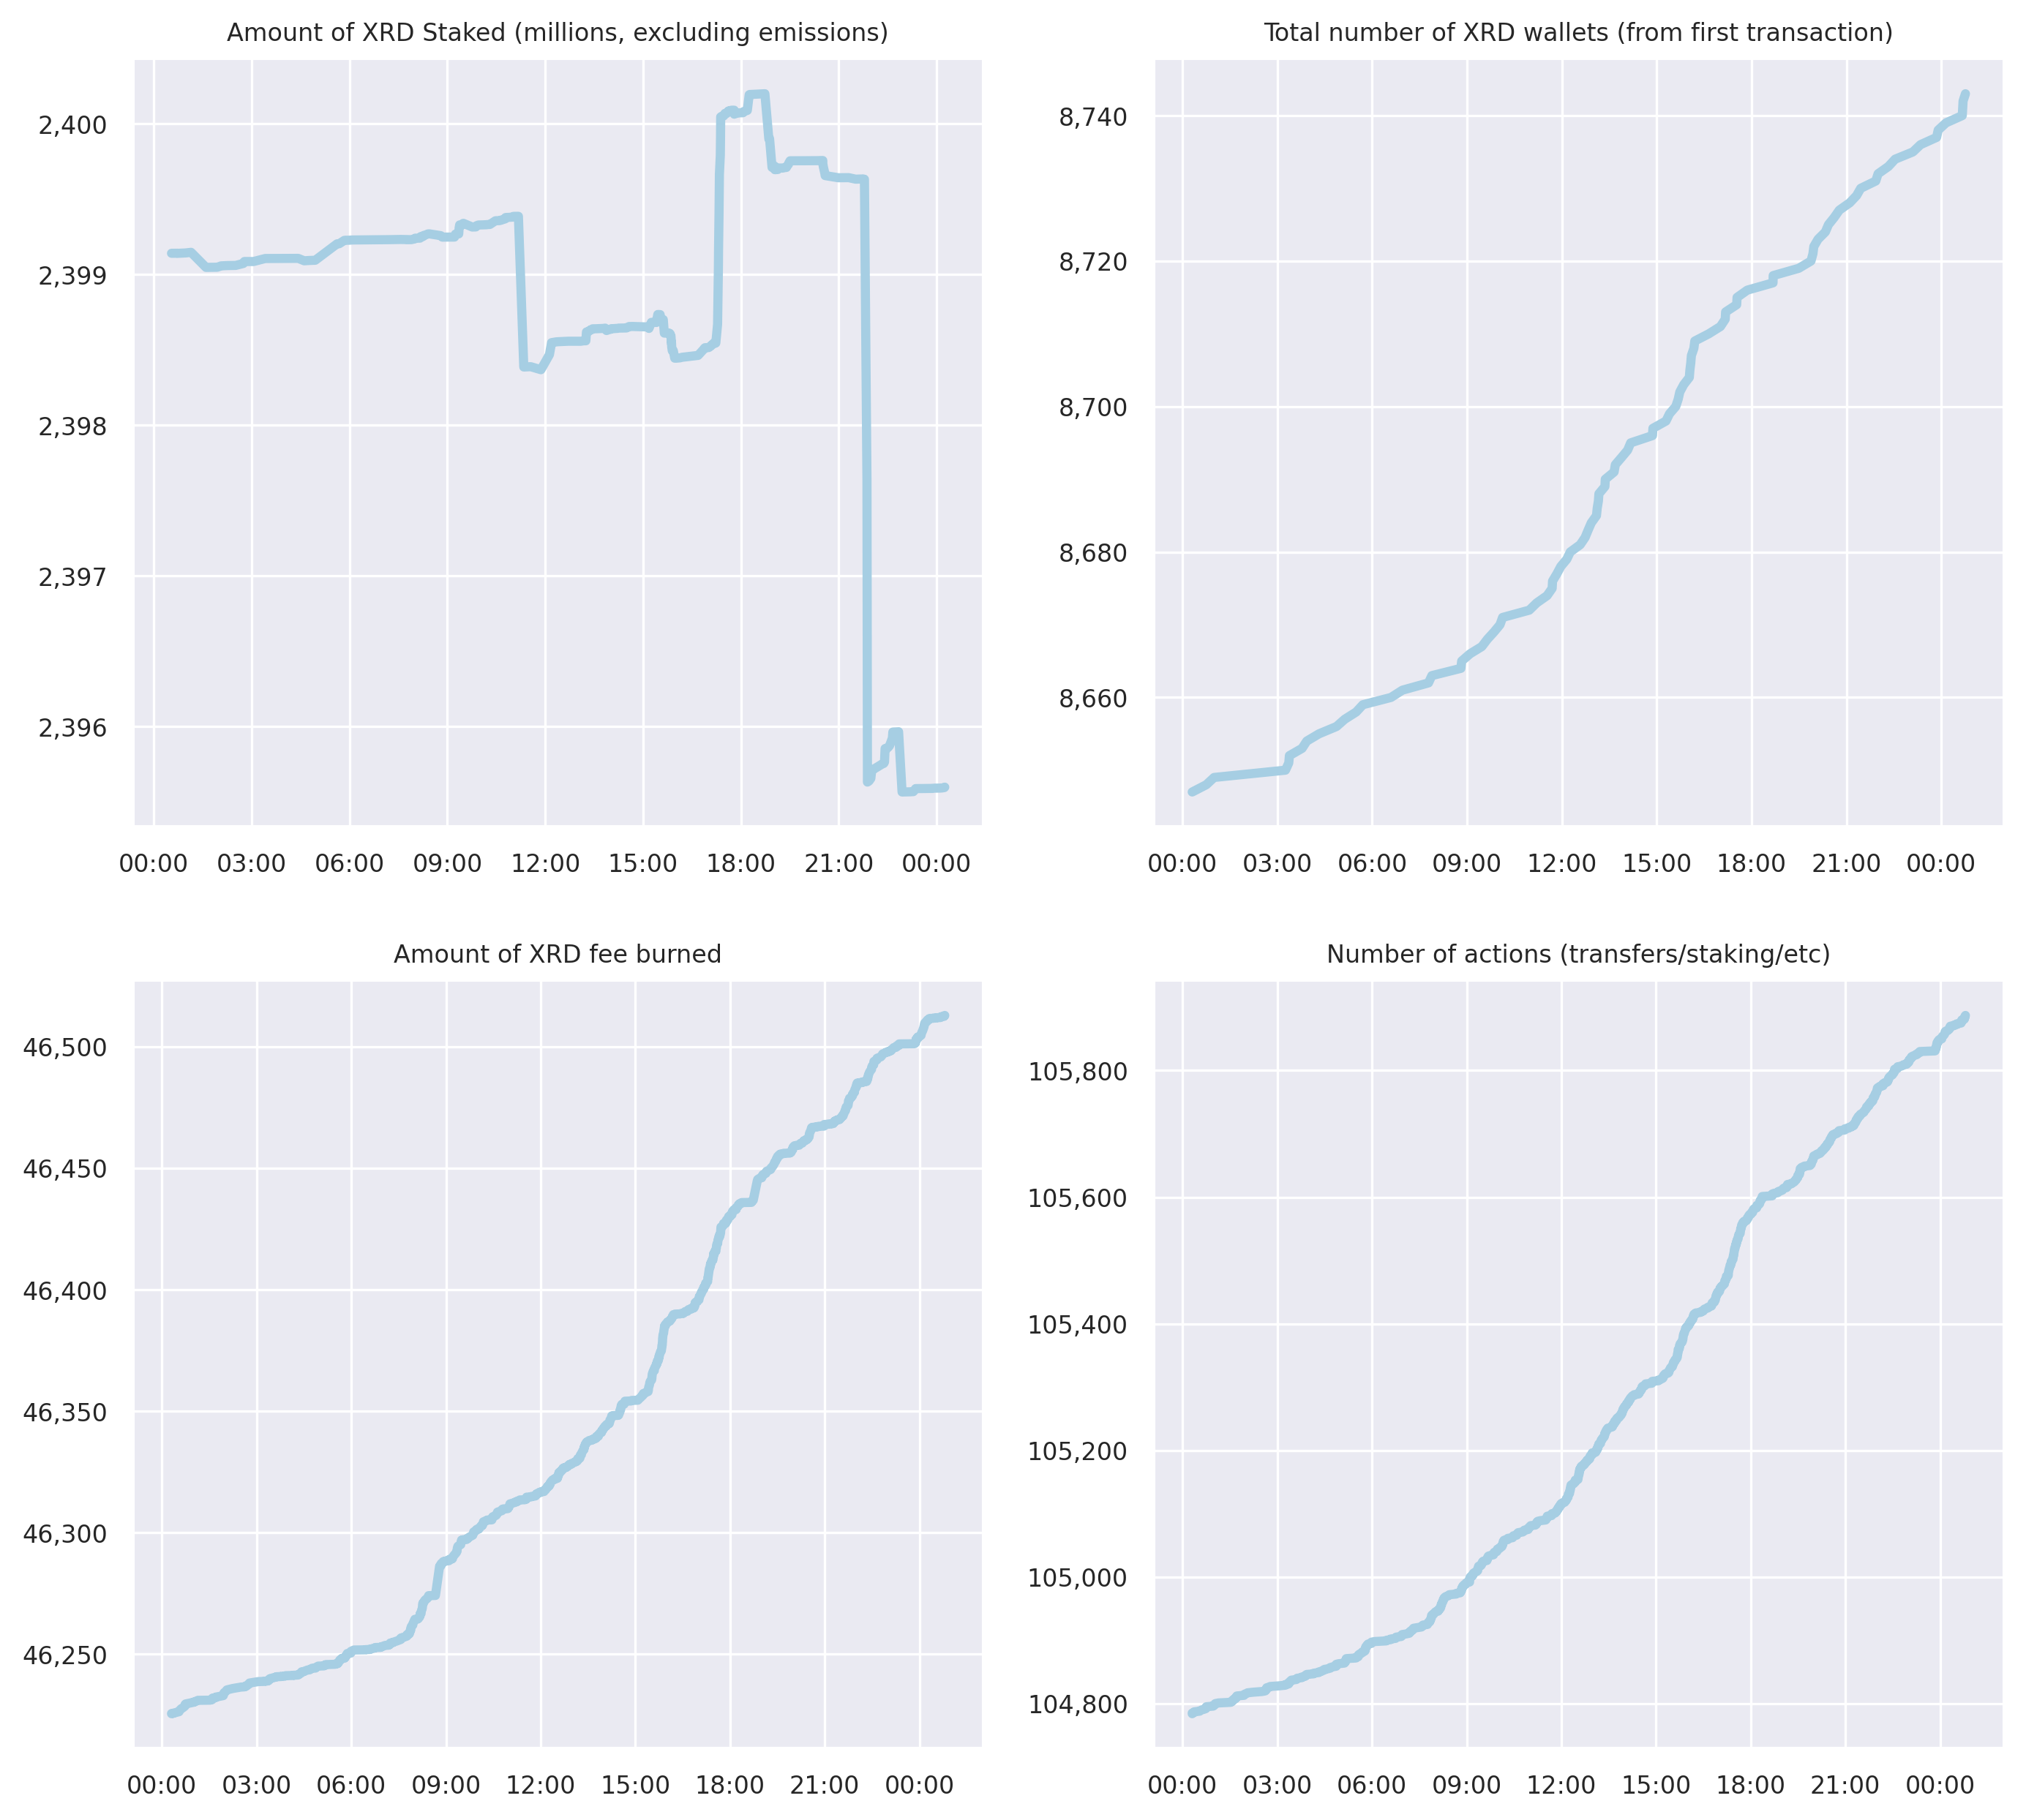 Amount of XRD Staked (millions, excluding emissions)
2,400
2,399
2,398
2,397
2,396
00:00 03:00 06:00 09:00 12:00 15:00 18:00 21:00 00:00
Total number of XRD wallets (from first transaction)
8,740
8,720
8,700
8,680
8,660
00:00 03:00 06:00 09:00 12:00 15:00 18:00 21:00 00:00
Amount of XRD fee burned
46,500
46,450
46,400
46,350
46,300
46,250
00:00 03:00 06:00 09:00 12:00 15:00 18:00 21:00 00:00
Number of actions (transfers/staking/etc)
105,800
105,600
105,400
105,200
105,000
104,800
00:00 03:00 06:00 09:00 12:00 15:00 18:00 21:00 00:00